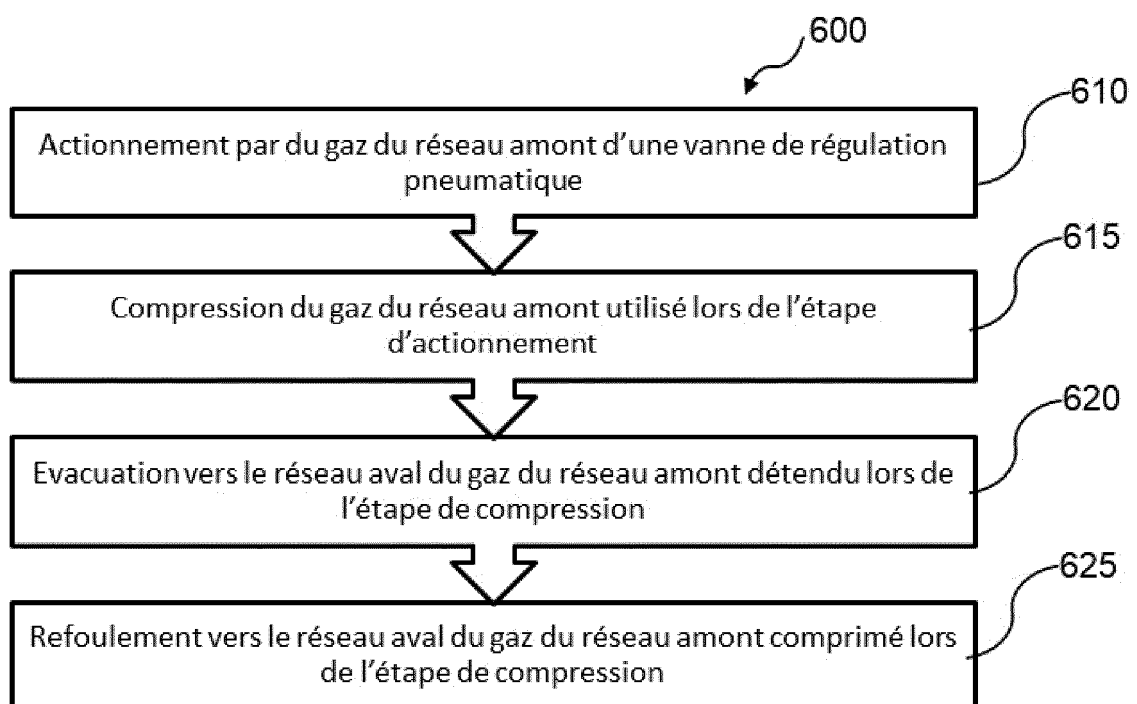 600
610
Actionnement par du gaz du réseau amont d'une vanne de régulation
pneumatique
615
Compression du gaz du réseau amont utilisé lors de l'étape
d'actionnement
620
Evacuation vers le réseau aval du gaz du réseau amont détendu lors de
l'étape de compression
625
Refoulement vers le réseau aval du gaz du réseau amont comprimé lors
de l'étape de compression